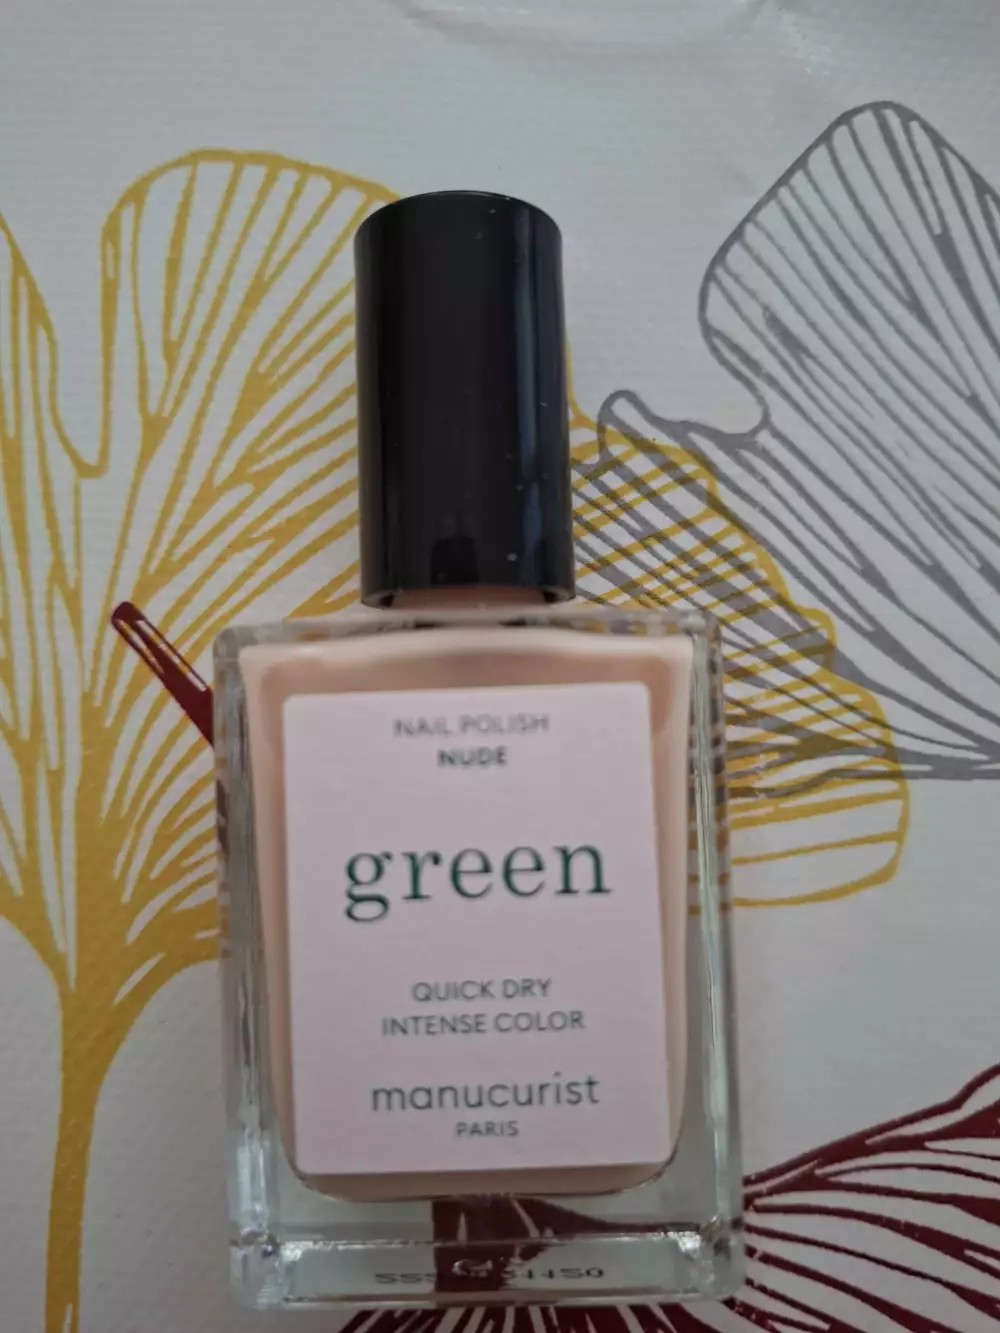 NAIL POLISH
NUDE
green
QUICK DRY
INTENSE COLOR
manucurist
PARIS